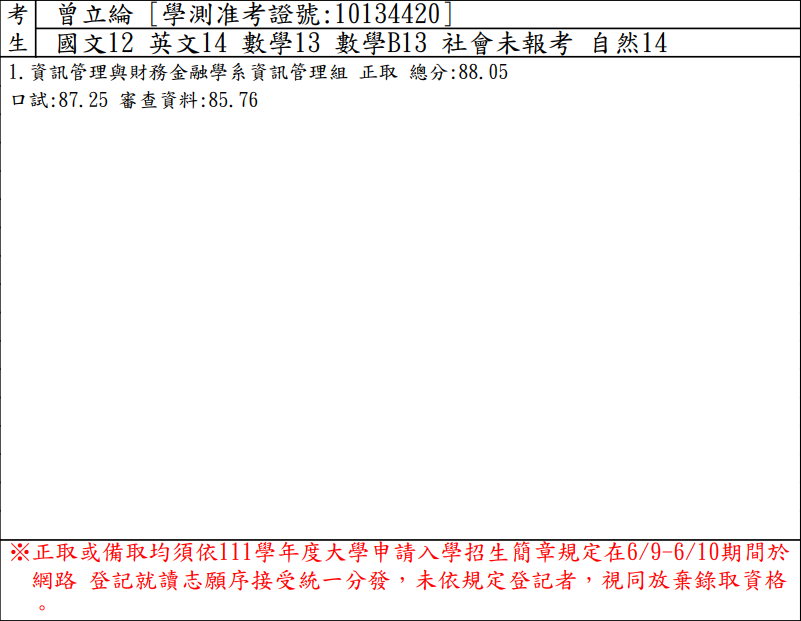 考生
曾立綸 [學測准考證號:10134420]
國文12 英文14 數學13 數學B13 社會未報考 自然14
1.資訊管理與財務金融學系資訊管理組 正取 總分:88.05
口試:87.25 審查資料:85.76
※正取或備取均須依111學年度大學申請入學招生簡章規定在6/9-6/10期間於
網路 登記就讀志願序接受統一分發，未依規定登記者，視同放棄錄取資格
。